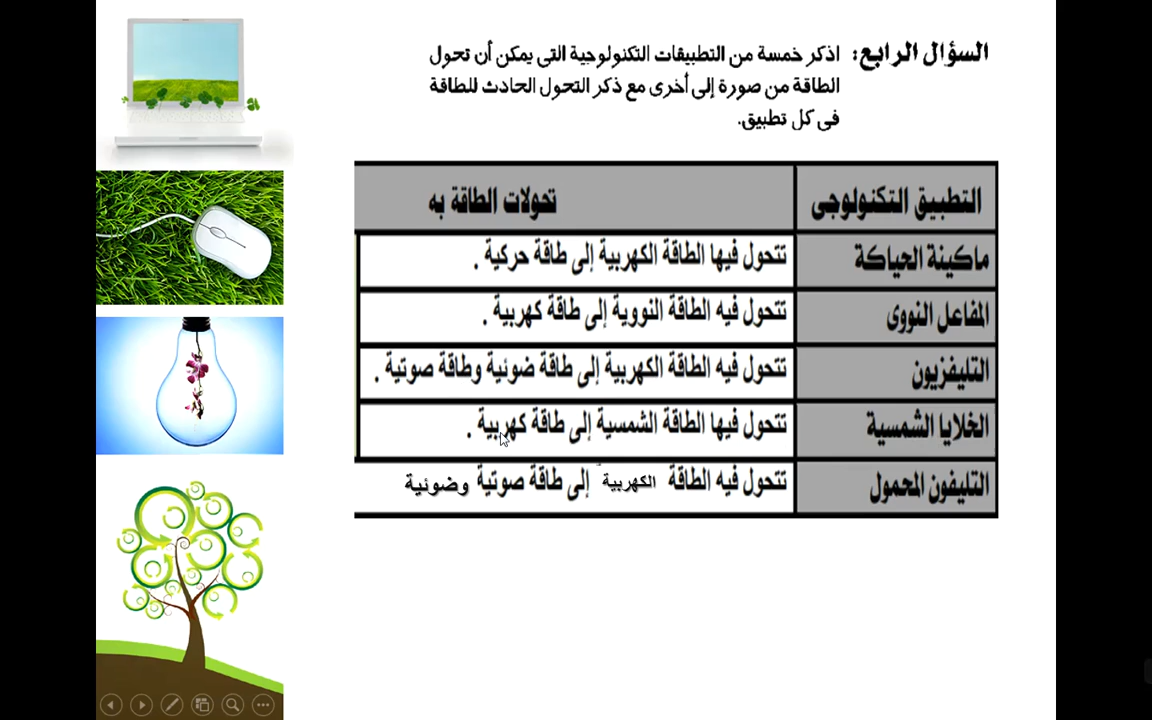 السؤال الرابع: اذكر خمسة من التطبيقات التكنولوجية التى يمكن أن تحول
الطاقة من صورة إلى أخرى مع ذكر التحول الحادث للطاقة
فى كل تطبيق.
التطبيق التكنولوجى تحولات الطاقة به
ماكينة الحياكة تتحول فيها الطاقة الكهربية إلى طاقة حركية .
المفاعل النووى تتحول فيه الطاقة النووية إلى طاقة كهربية .
التليفزيون تتحول فيه الطاقة الكهربية إلى طاقة ضوئية وطاقة صوتية .
الخلايا الشمسية تتحول فيها الطاقة الشمسية إلى طاقة كهربية .
التليفون المحمول تتحول فيه الطاقة الكهربية إلى طاقة صوتية وضوئية